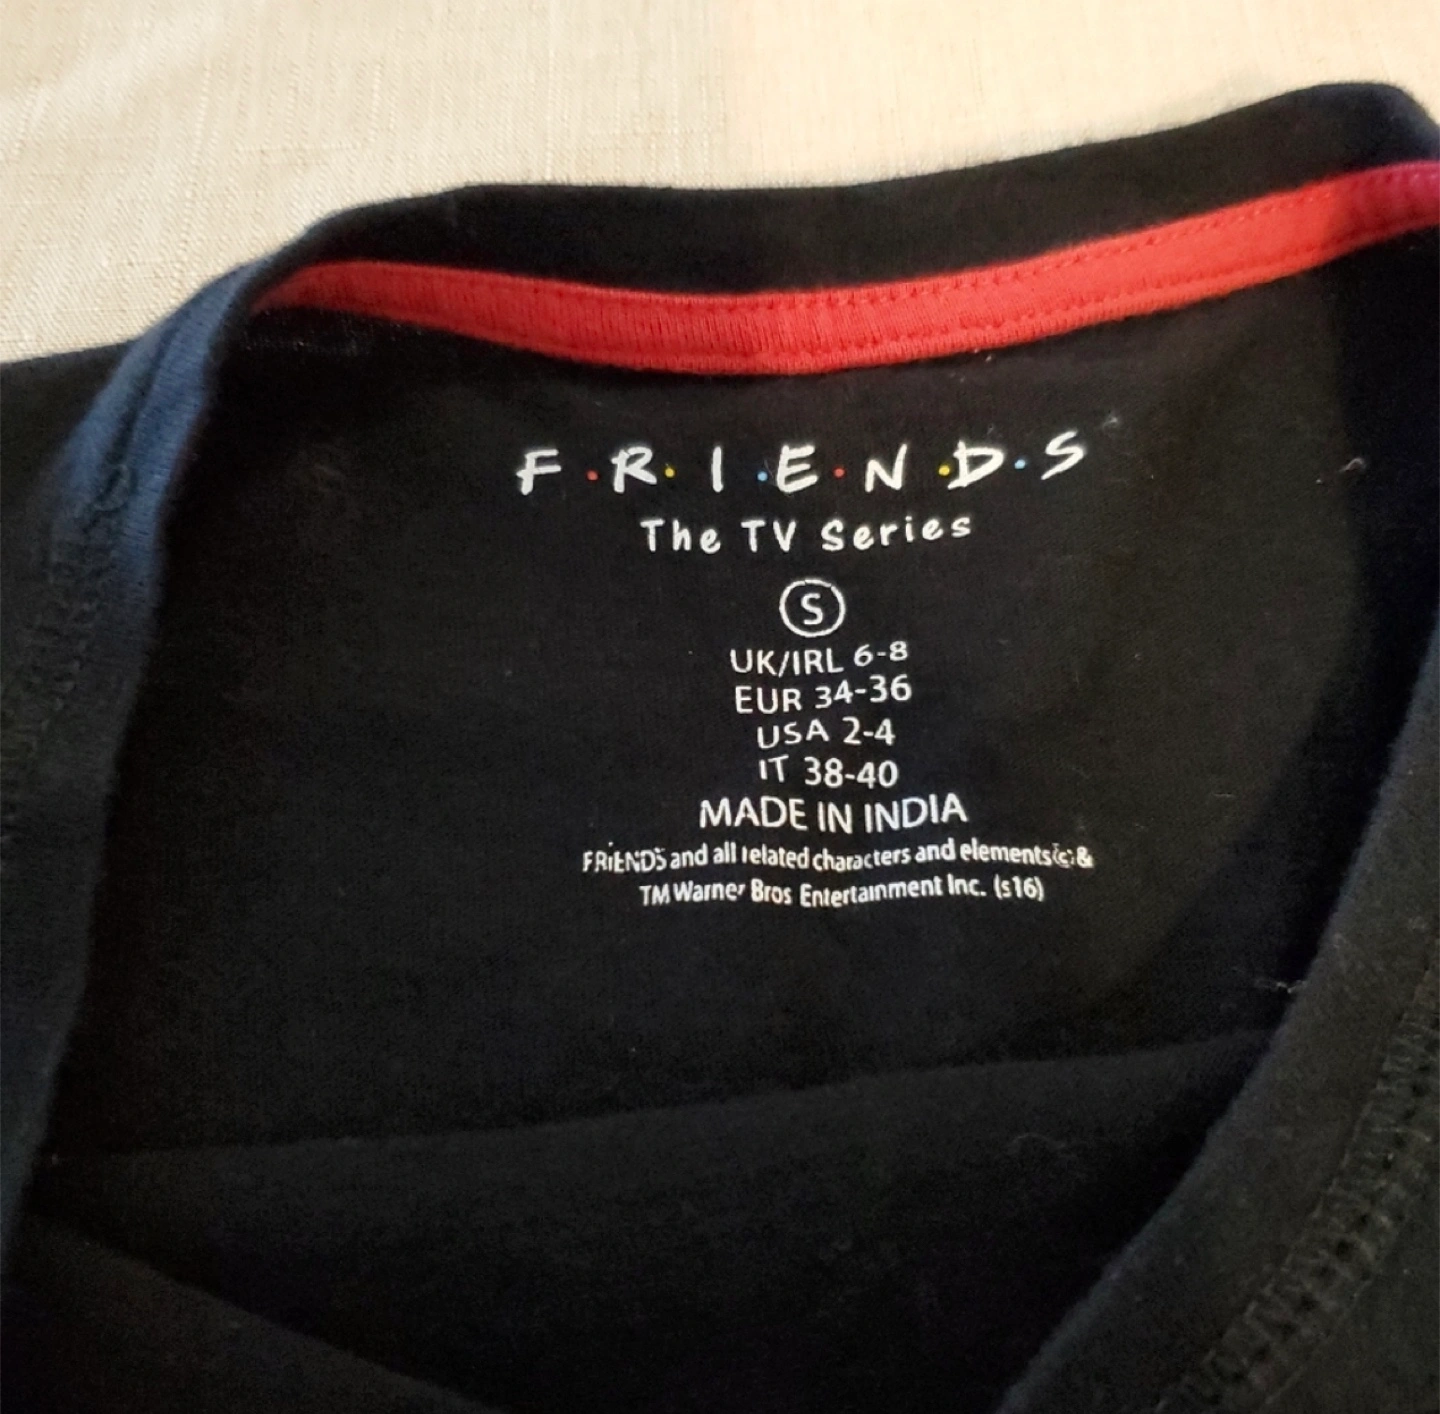 F·R·I·E·N·D·S
The TV Series
S
UK/IRL 6-8
EUR 34-36
USA 2-4
IT 38-40
MADE IN INDIA
FRIENDS and all related characters and elements (c) &
TM Warner Bros Entertainment Inc. (s16)